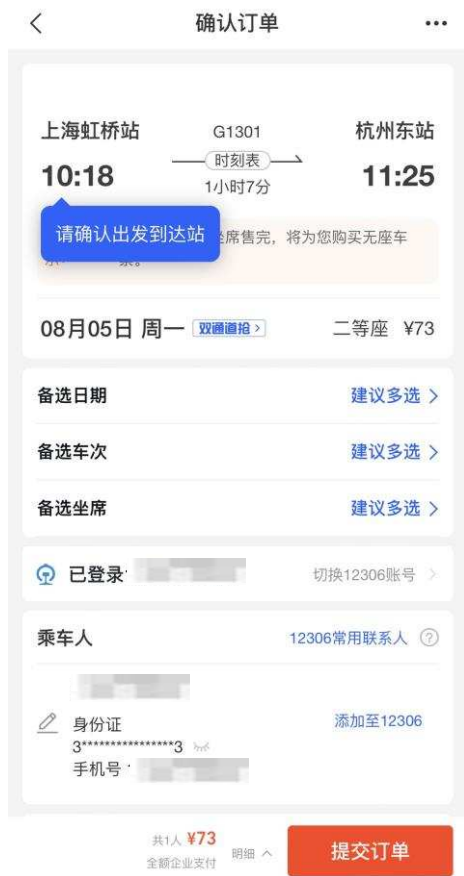 确认订单
上海虹桥站 G1301 杭州东站
10:18 时刻表 11:25
1小时7分
请确认出发到达站
席售完，将为您购买无座车
08月05日 周一 双通道抢 > 二等座 ¥73
备选日期 建议多选 >
备选车次 建议多选 >
备选坐席 建议多选 >
已登录 切换12306账号 >
乘车人 12306常用联系人 ?
身份证 添加至12306
3****************3
手机号
共1人 ¥73 明细 提交订单
全额企业支付